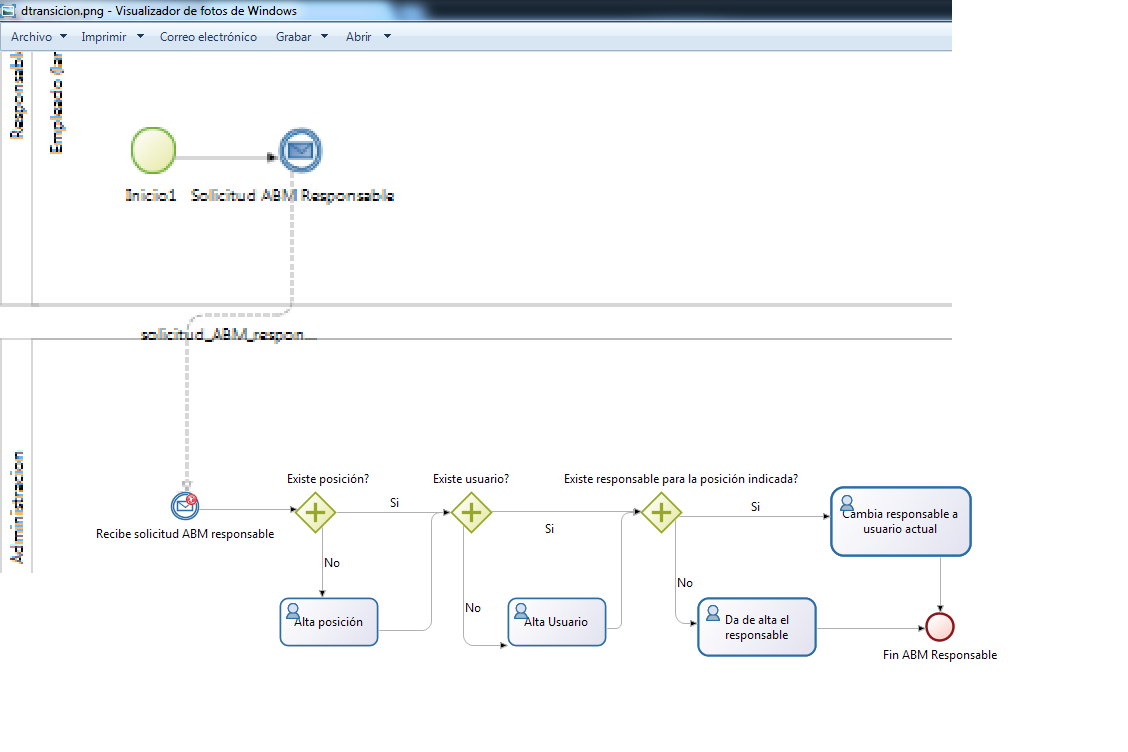 dtransicion.png - Visualizador de fotos de Windows
Archivo Imprimir Correo electrónico Grabar Abrir
Responsabl
Empleado
Inicio1 Solicitud ABM Responsable
solicitud_ABM_respon...
Administracion
Existe posición? Existe usuario? Existe responsable para la posición indicada?
Si
Si
Si
Cambia responsable a
usuario actual
Recibe solicitud ABM responsable
No
No
No
Alta posición
Alta Usuario
Da de alta el
responsable
Fin ABM Responsable